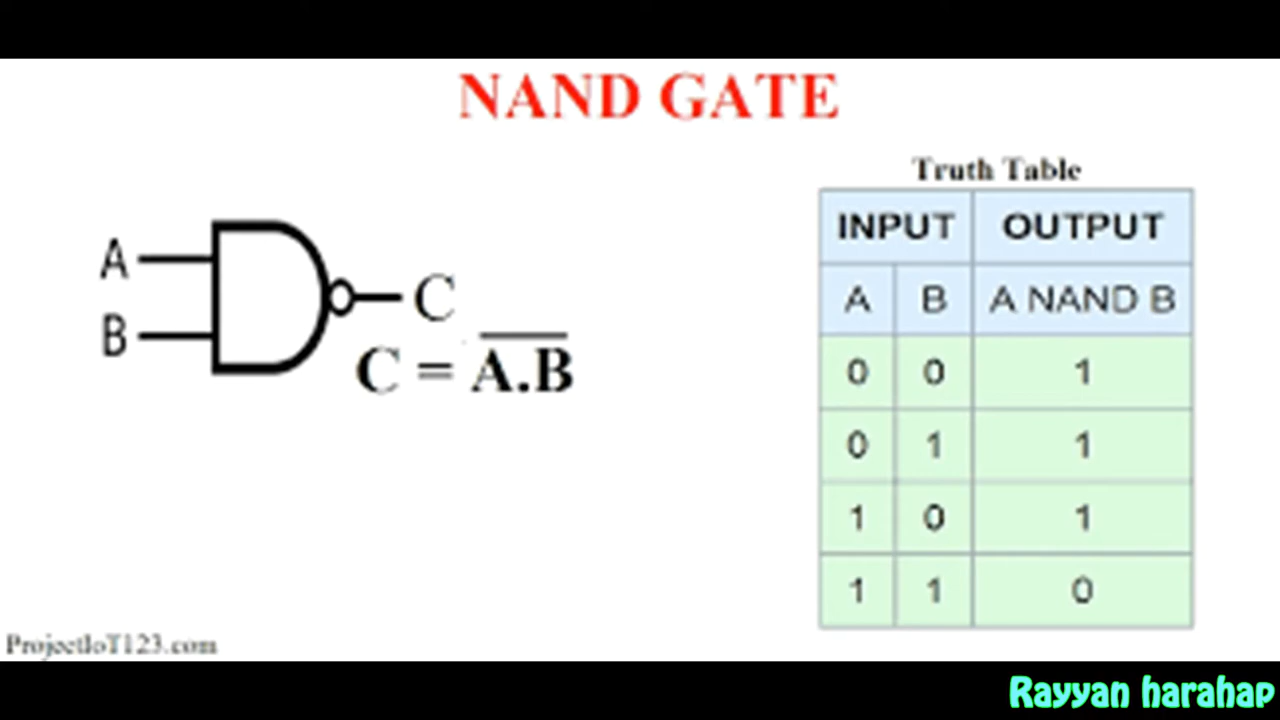 NAND GATE
A
B
C
C = A.B
Truth Table
INPUT OUTPUT
A B A NAND B
0 0 1
0 1 1
1 0 1
1 1 0
ProjectIoT123.com
Rayyan harahap